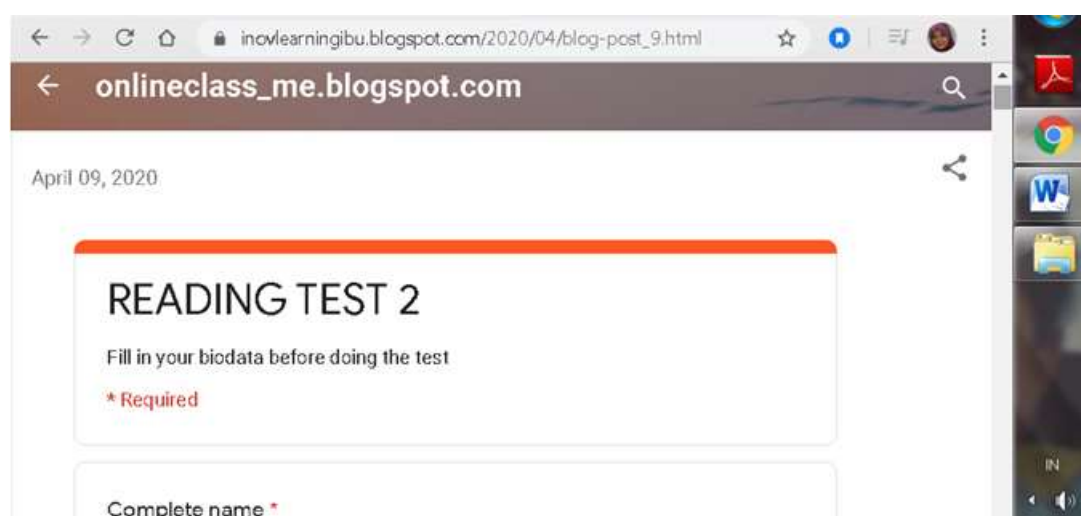 inovlearningibu.blogspot.com/2020/04/blog-post_9.html
onlineclass_me.blogspot.com
April 09, 2020
READING TEST 2
Fill in your biodata before doing the test
* Required
Complete name *
W
IN